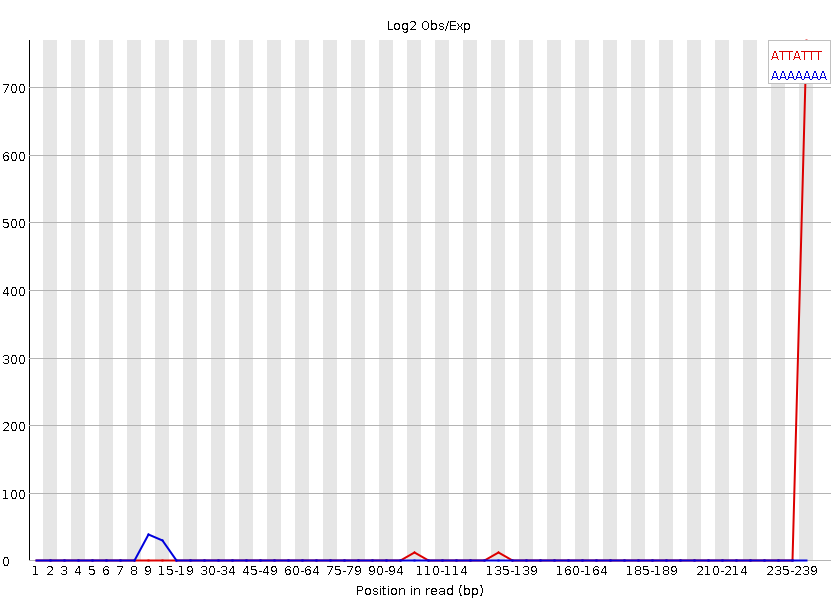 Log2 Obs/Exp
ATTATTT
AAAAAAA
700
600
500
400
300
200
100
0
1 2 3 4 5 6 7 8 9 15-19 30-34 45-49 60-64 75-79 90-94 110-114 135-139 160-164 185-189 210-214 235-239
Position in read (bp)